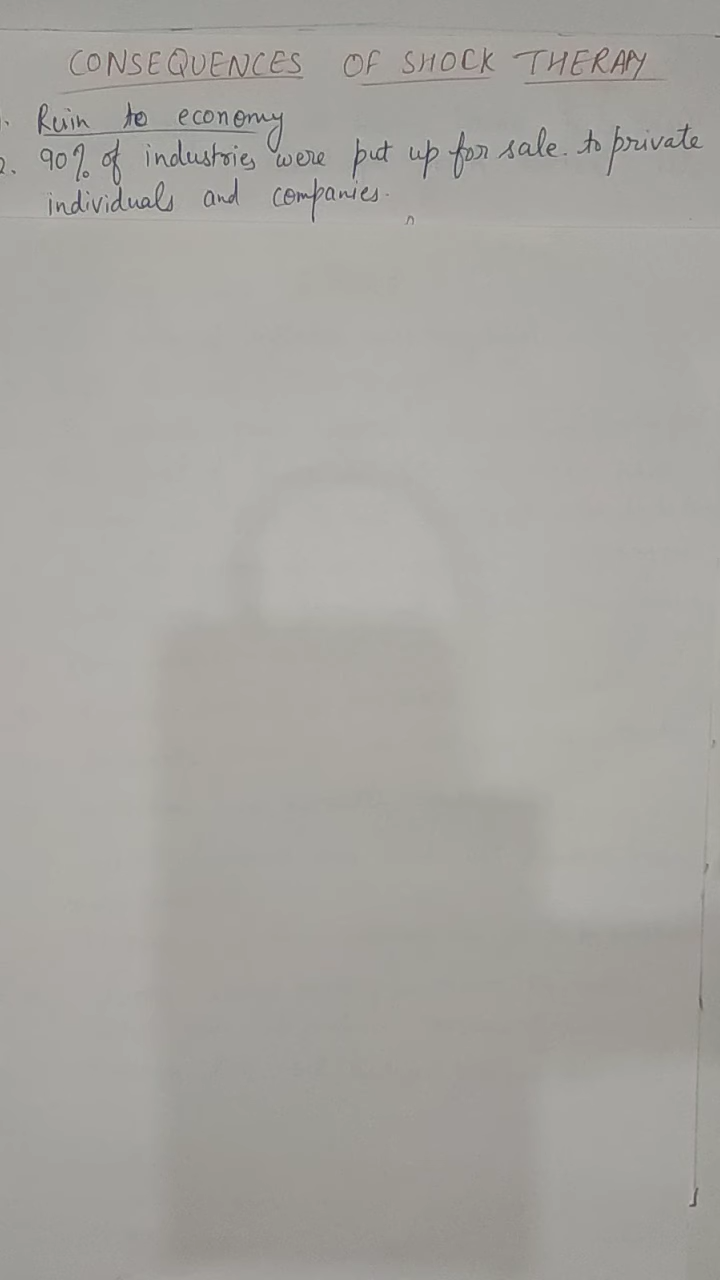 CONSEQUENCES OF SHOCK THERAPY
1. Ruin to economy
2. 90% of industries were put up for sale. to private
individuals and companies.